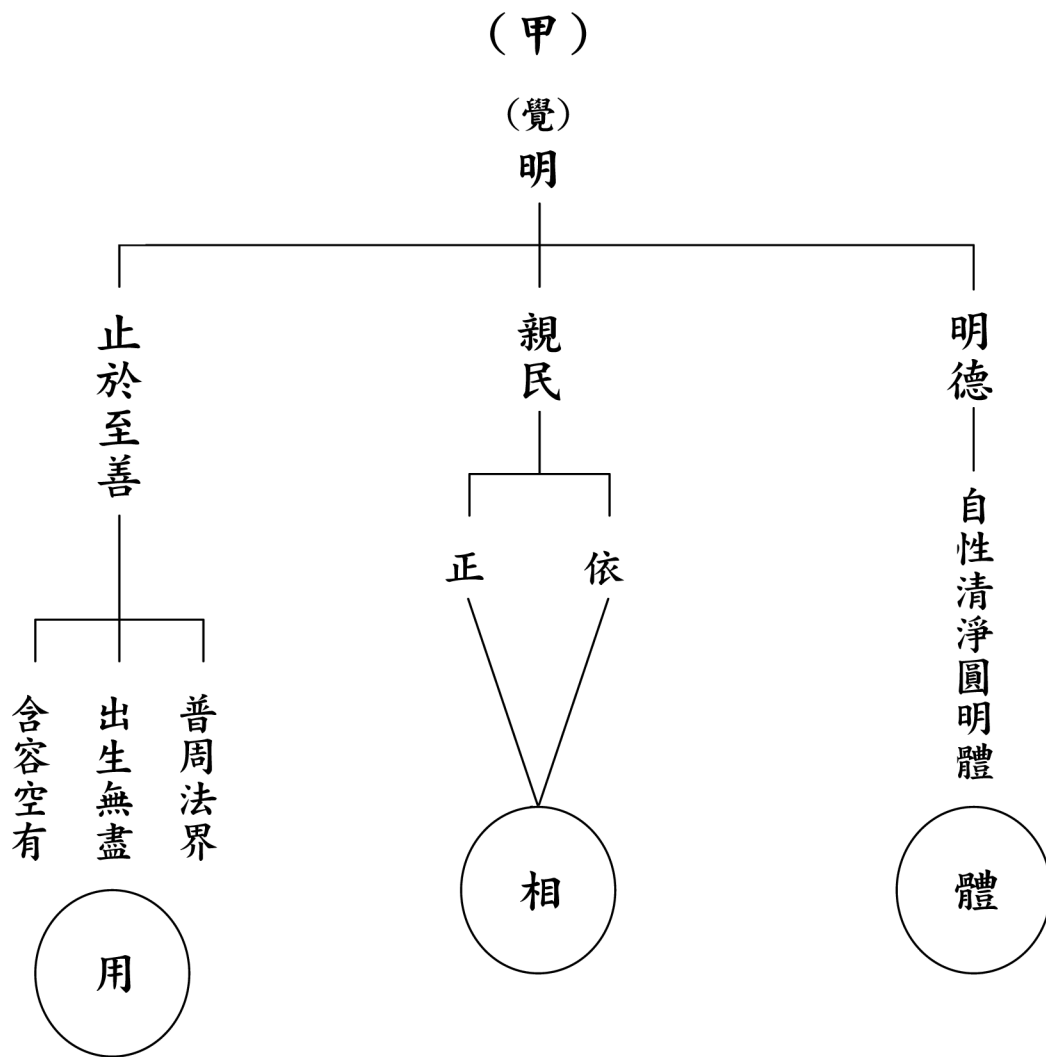 （甲）
（覺）
明
明德
親民
止於至善
自性清淨圓明體
依
正
普周法界
出生無盡
含容空有
體
相
用